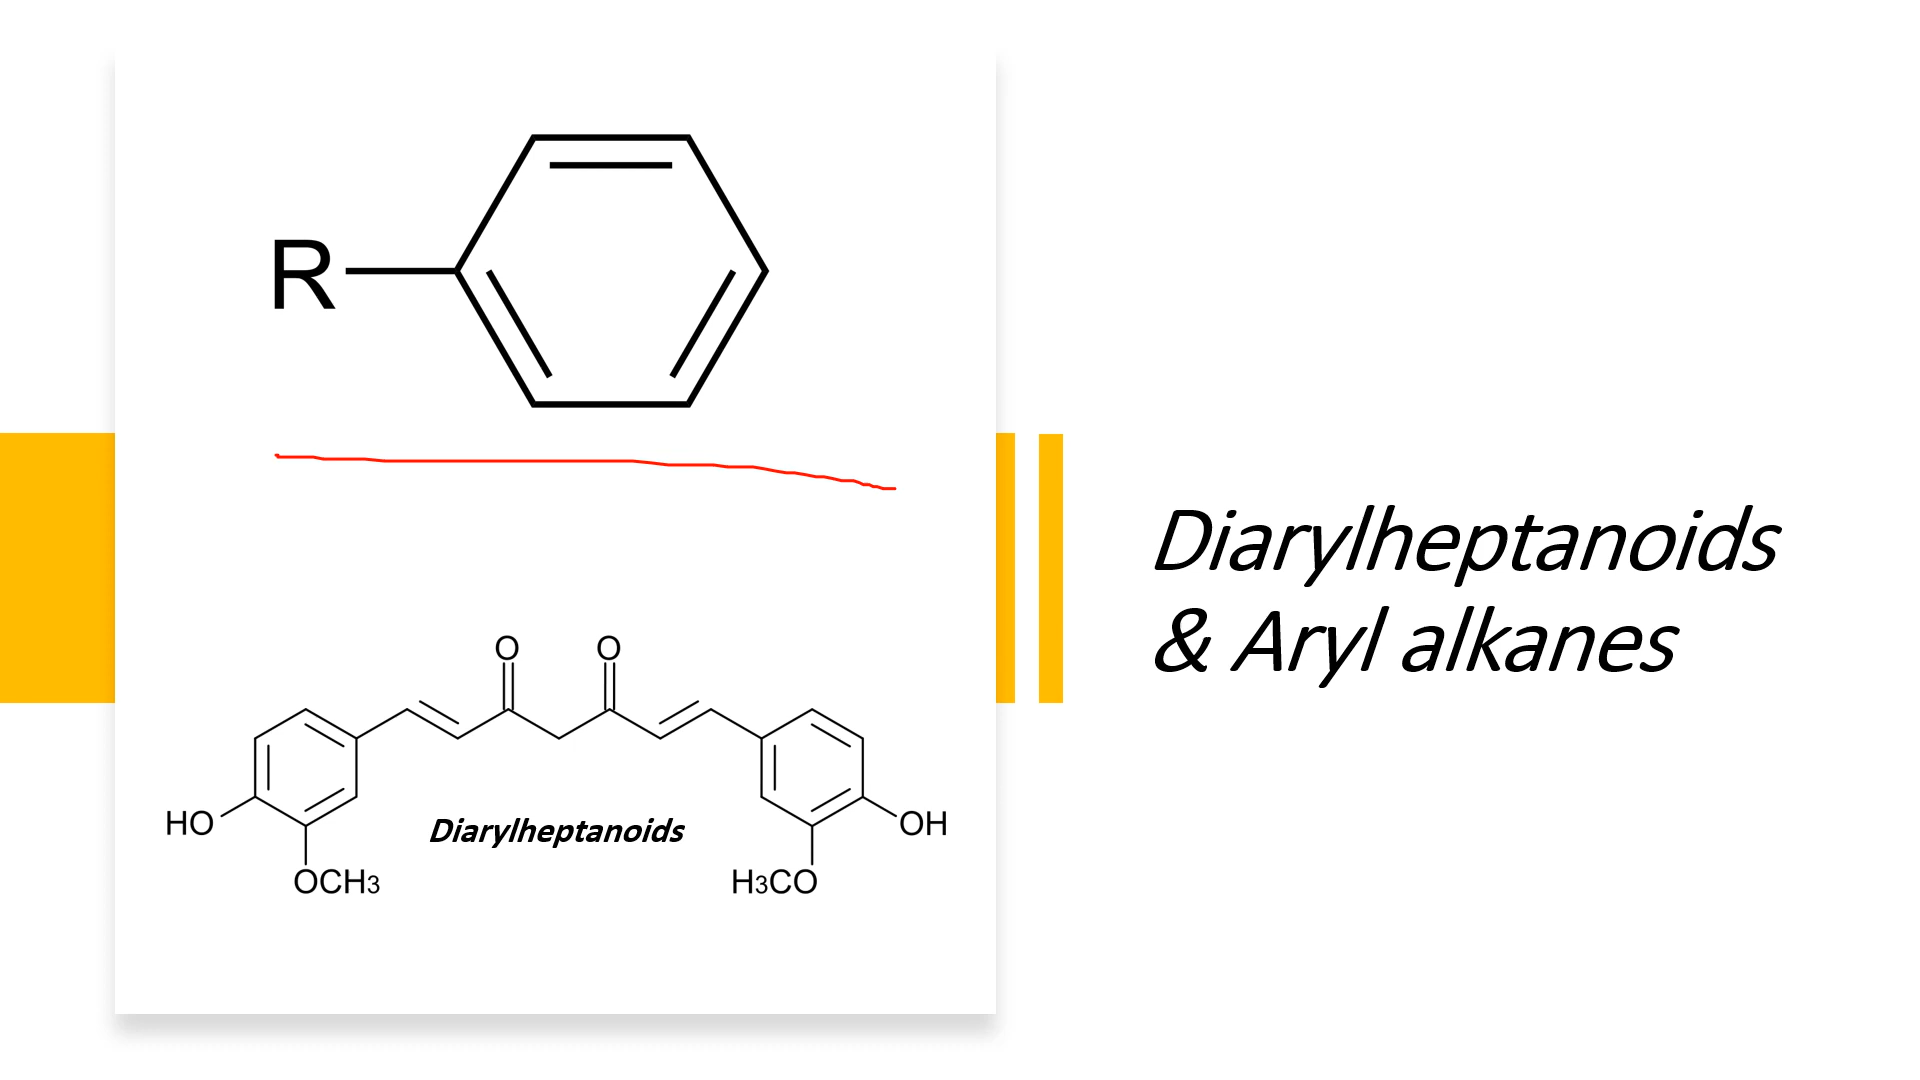 R
O O
HO OH
Diarylheptanoids
OCH3 H3CO
Diarylheptanoids
& Aryl alkanes